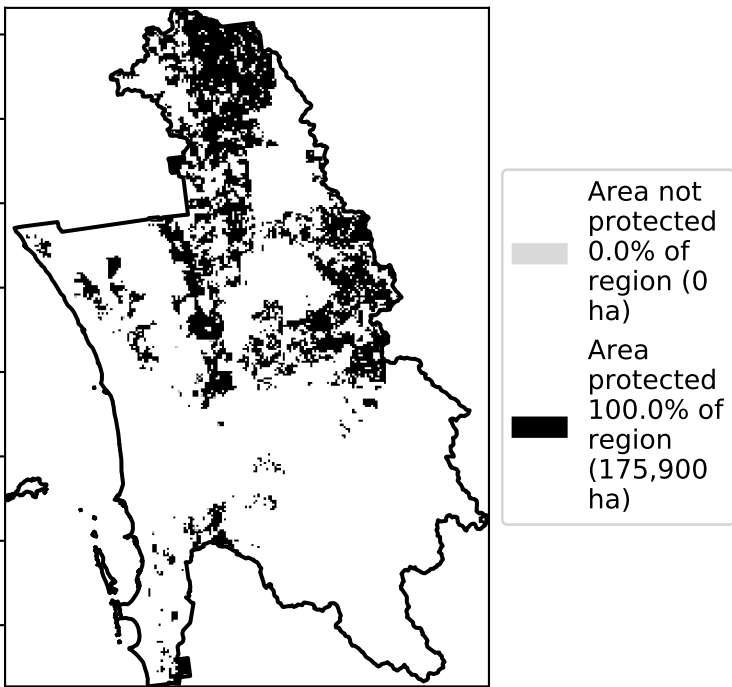 Area not
protected
0.0% of
region (0
ha)
Area
protected
100.0% of
region
(175,900
ha)